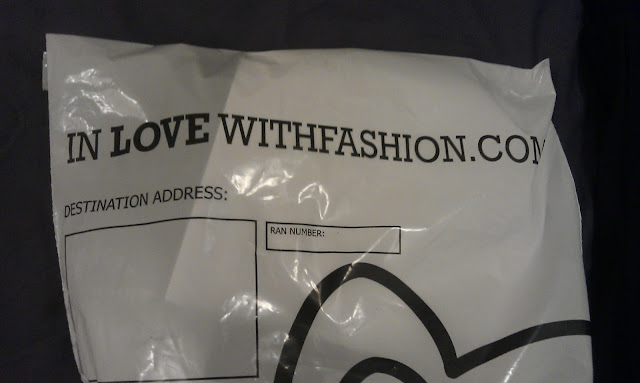 IN LOVE WITHFASHION.COM
DESTINATION ADDRESS:
RAN NUMBER: